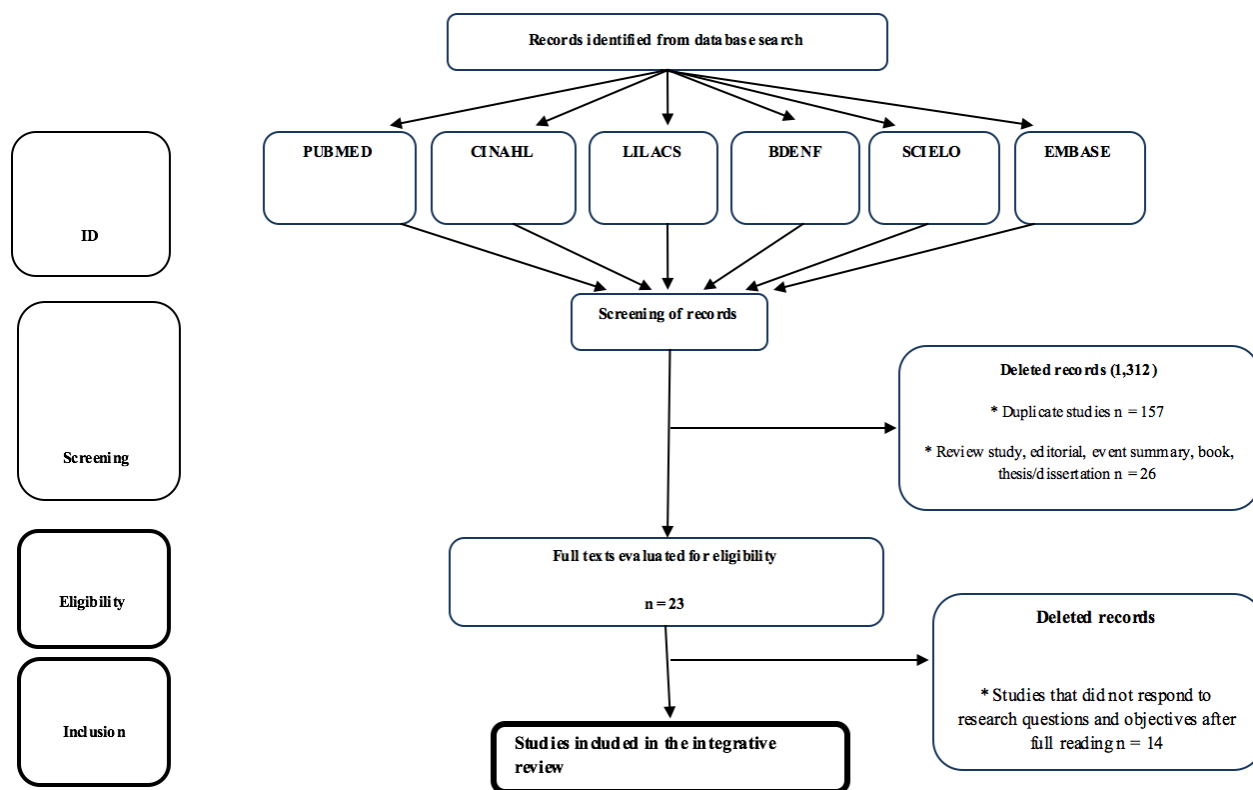 Records identified from database search
PUBMED
CINAHL
LILACS
BDENF
SCIELO
EMBASE
ID
Screening of records
Deleted records (1,312)
* Duplicate studies n = 157
* Review study, editorial, event summary, book,
thesis/dissertation n = 26
Screening
Full texts evaluated for eligibility
n = 23
Eligibility
Deleted records
* Studies that did not respond to
research questions and objectives after
full reading n = 14
Inclusion
Studies included in the integrative
review